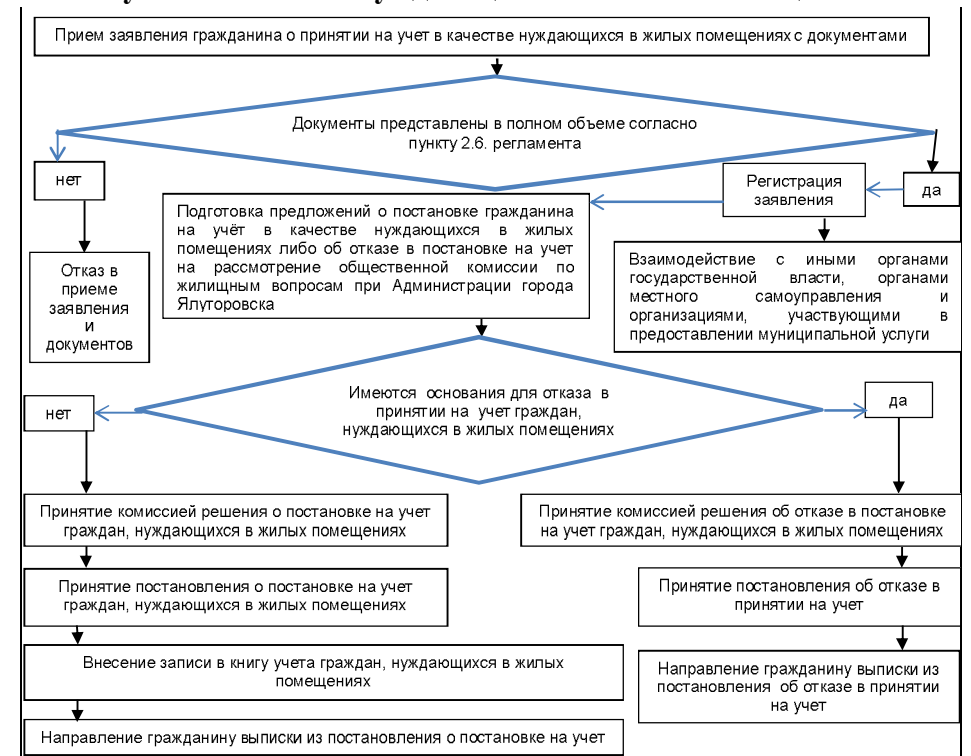 Прием заявления гражданина о принятии на учет в качестве нуждающихся в жилых помещениях с документами
Документы представлены в полном объеме согласно
пункту 2.6. регламента
нет
да
Регистрация
заявления
Подготовка предложений о постановке гражданина
на учёт в качестве нуждающихся в жилых
помещениях либо об отказе в постановке на учет
на рассмотрение общественной комиссии по
жилищным вопросам при Администрации города
Ялуторовска
Взаимодействие с иными органами
государственной власти, органами
местного самоуправления и
организациями, участвующими в
предоставлении муниципальной услуги
Отказ в
приеме
заявления
и
документов
Имеются основания для отказа в
принятии на учет граждан,
нуждающихся в жилых помещениях
нет
да
Принятие комиссией решения о постановке на учет
граждан, нуждающихся в жилых помещениях
Принятие комиссией решения об отказе в постановке
на учет граждан, нуждающихся в жилых помещениях
Принятие постановления о постановке на учет
граждан, нуждающихся в жилых помещениях
Принятие постановления об отказе в
принятии на учет
Внесение записи в книгу учета граждан, нуждающихся в жилых
помещениях
Направление гражданину выписки из
постановления об отказе в принятии
на учет
Направление гражданину выписки из постановления о постановке на учет